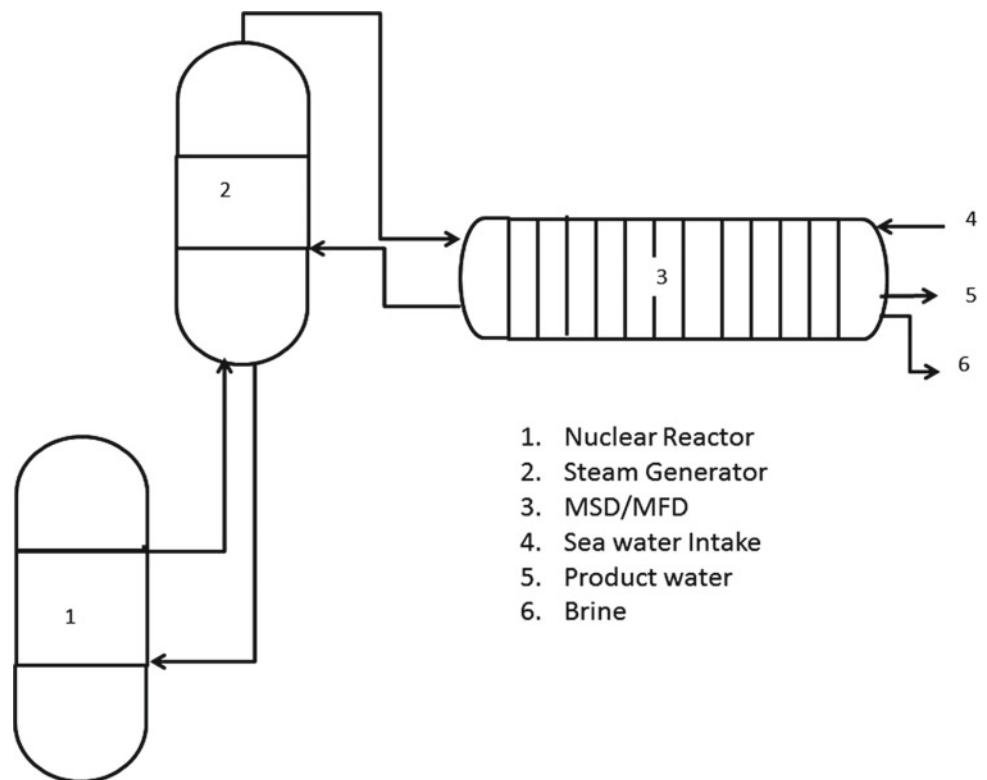 2
4
3
5
6
1. Nuclear Reactor
2. Steam Generator
3. MSD/MFD
4. Sea water Intake
5. Product water
6. Brine
1